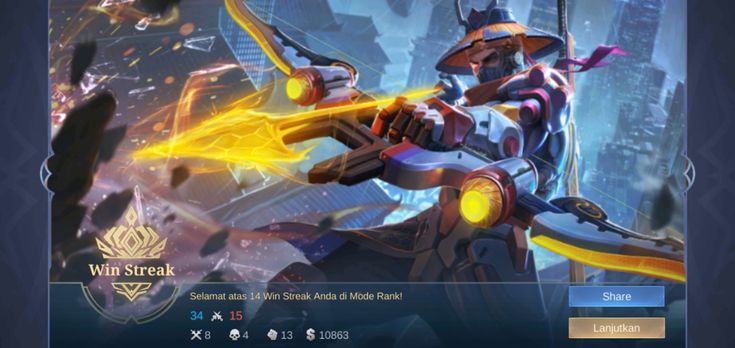 Win Streak
Selamat atas 14 Win Streak Anda di Mode Rank!
34 15
8 4 13 10863
Share
Lanjutkan